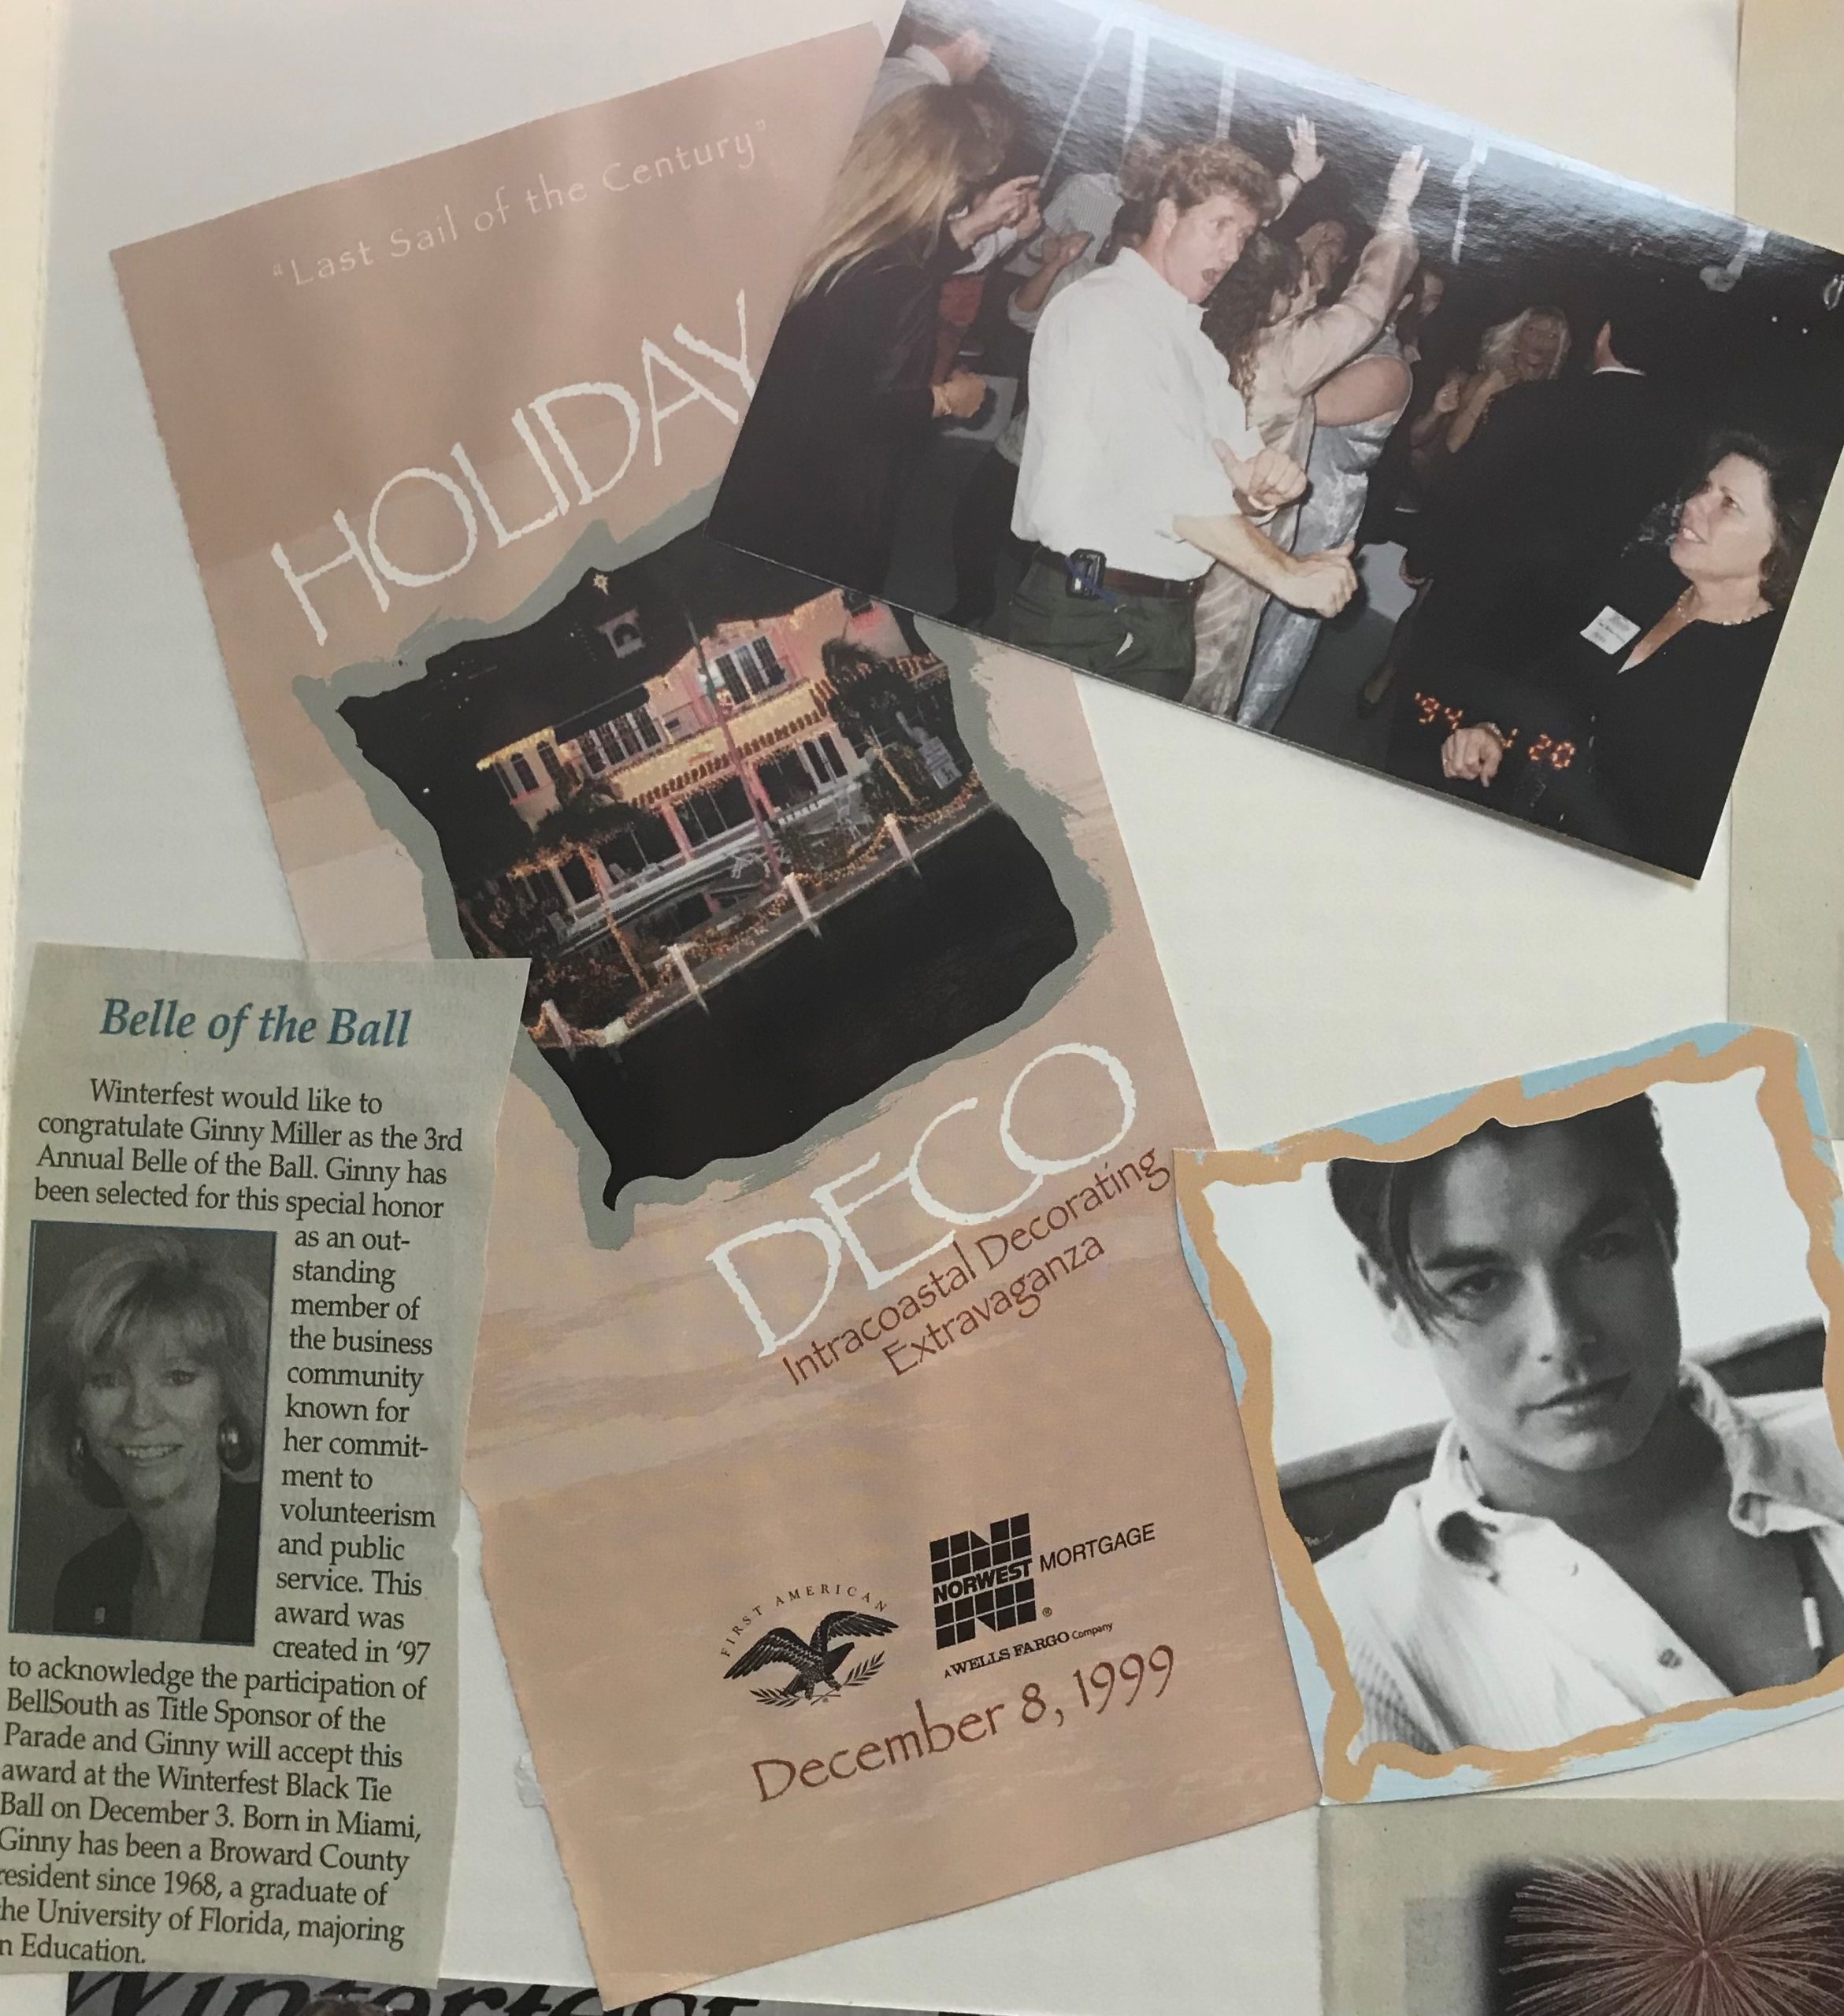 "Last Sail of the Century"
HOLIDAY
DECO
Intracoastal Decorating
Extravaganza
FIRST AMERICAN
NORWEST MORTGAGE
®
A WELLS FARGO Company
December 8, 1999
'94
20
Belle of the Ball
Winterfest would like to
congratulate Ginny Miller as the 3rd
Annual Belle of the Ball. Ginny has
been selected for this special honor
as an out-
standing
member of
the business
community
known for
her commit-
ment to
volunteerism
and public
service. This
award was
created in '97
to acknowledge the participation of
BellSouth as Title Sponsor of the
Parade and Ginny will accept this
award at the Winterfest Black Tie
Ball on December 3. Born in Miami,
Ginny has been a Broward County
resident since 1968, a graduate of
the University of Florida, majoring
in Education.
Winterfest